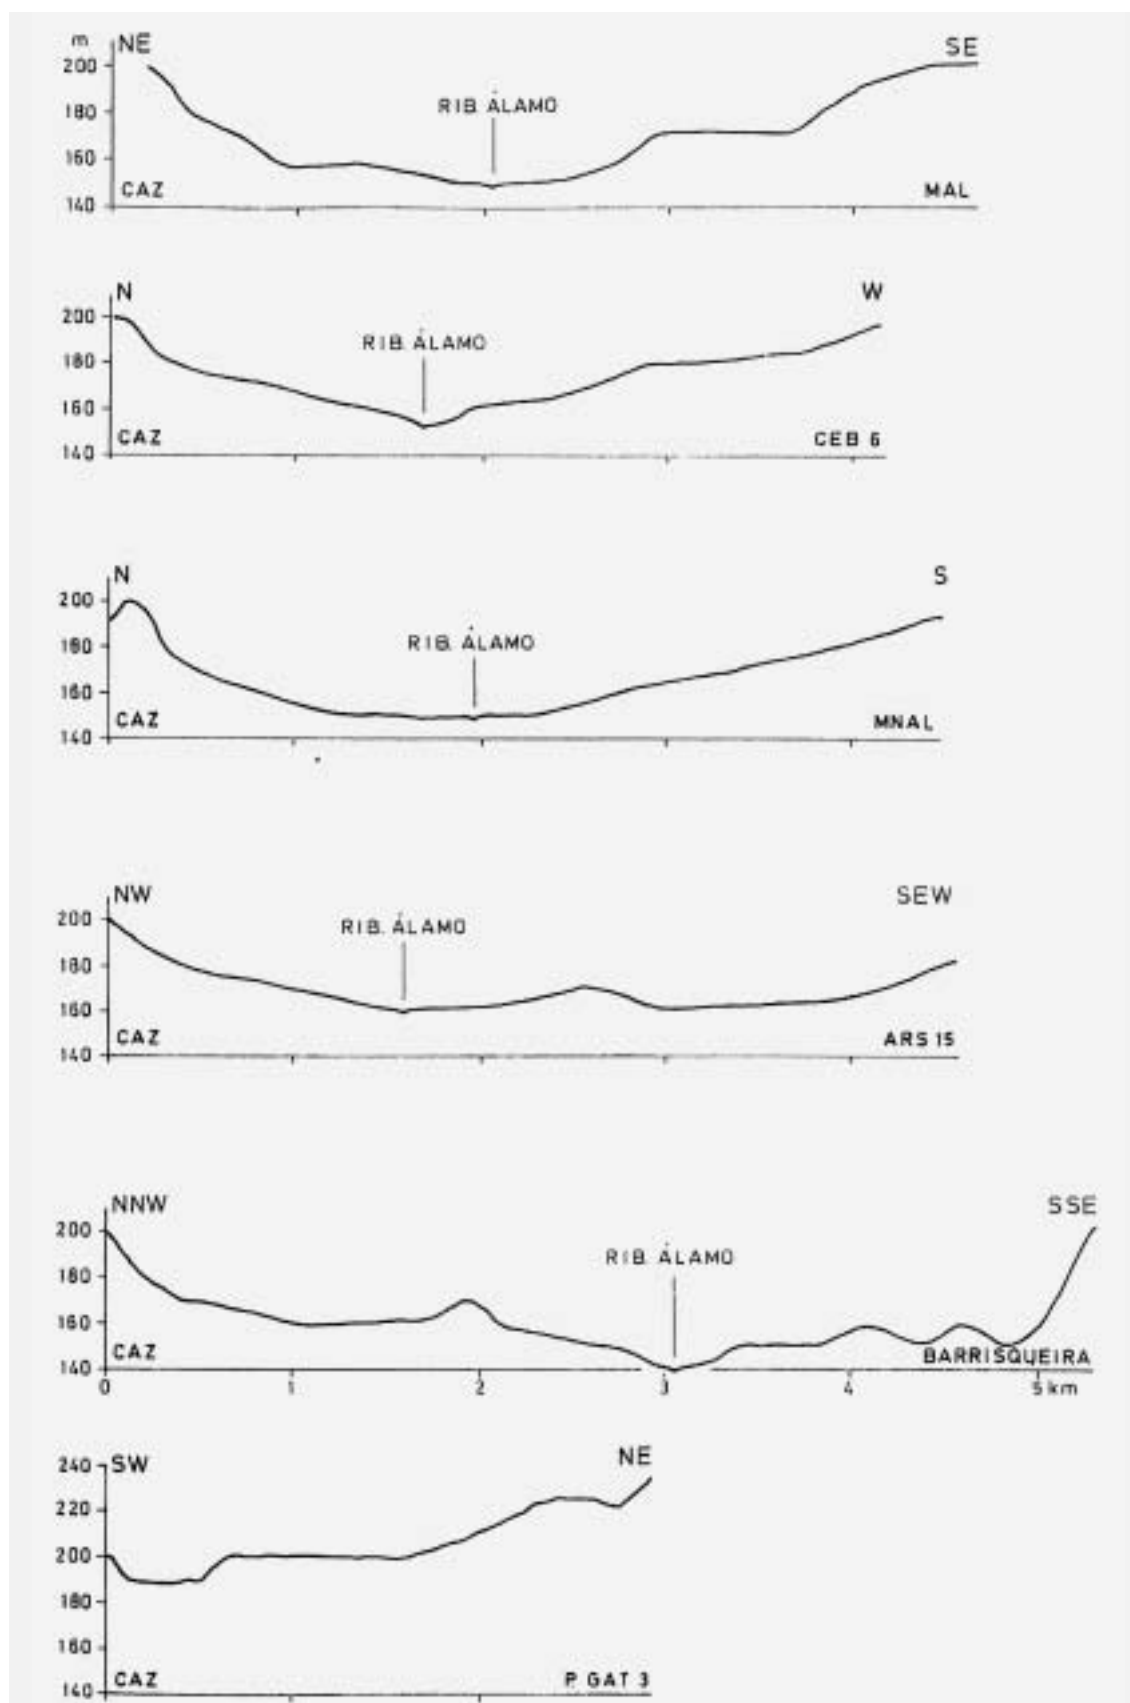 m NE SE
200
RIB. ÁLAMO
180
160
CAZ MAL
140
N W
200
RIB. ÁLAMO
180
160
CAZ CEB 6
140
N S
200
180
RIB. ÁLAMO
160
CAZ MNAL
140
NW SEW
200
RIB. ÁLAMO
180
160
CAZ ARS 15
140
NNW SSE
200
RIB. ÁLAMO
180
160
CAZ BARRISQUEIRA
140
0 1 2 3 4 5 km
240 SW NE
220
200
180
160
CAZ P. GAT 3
140